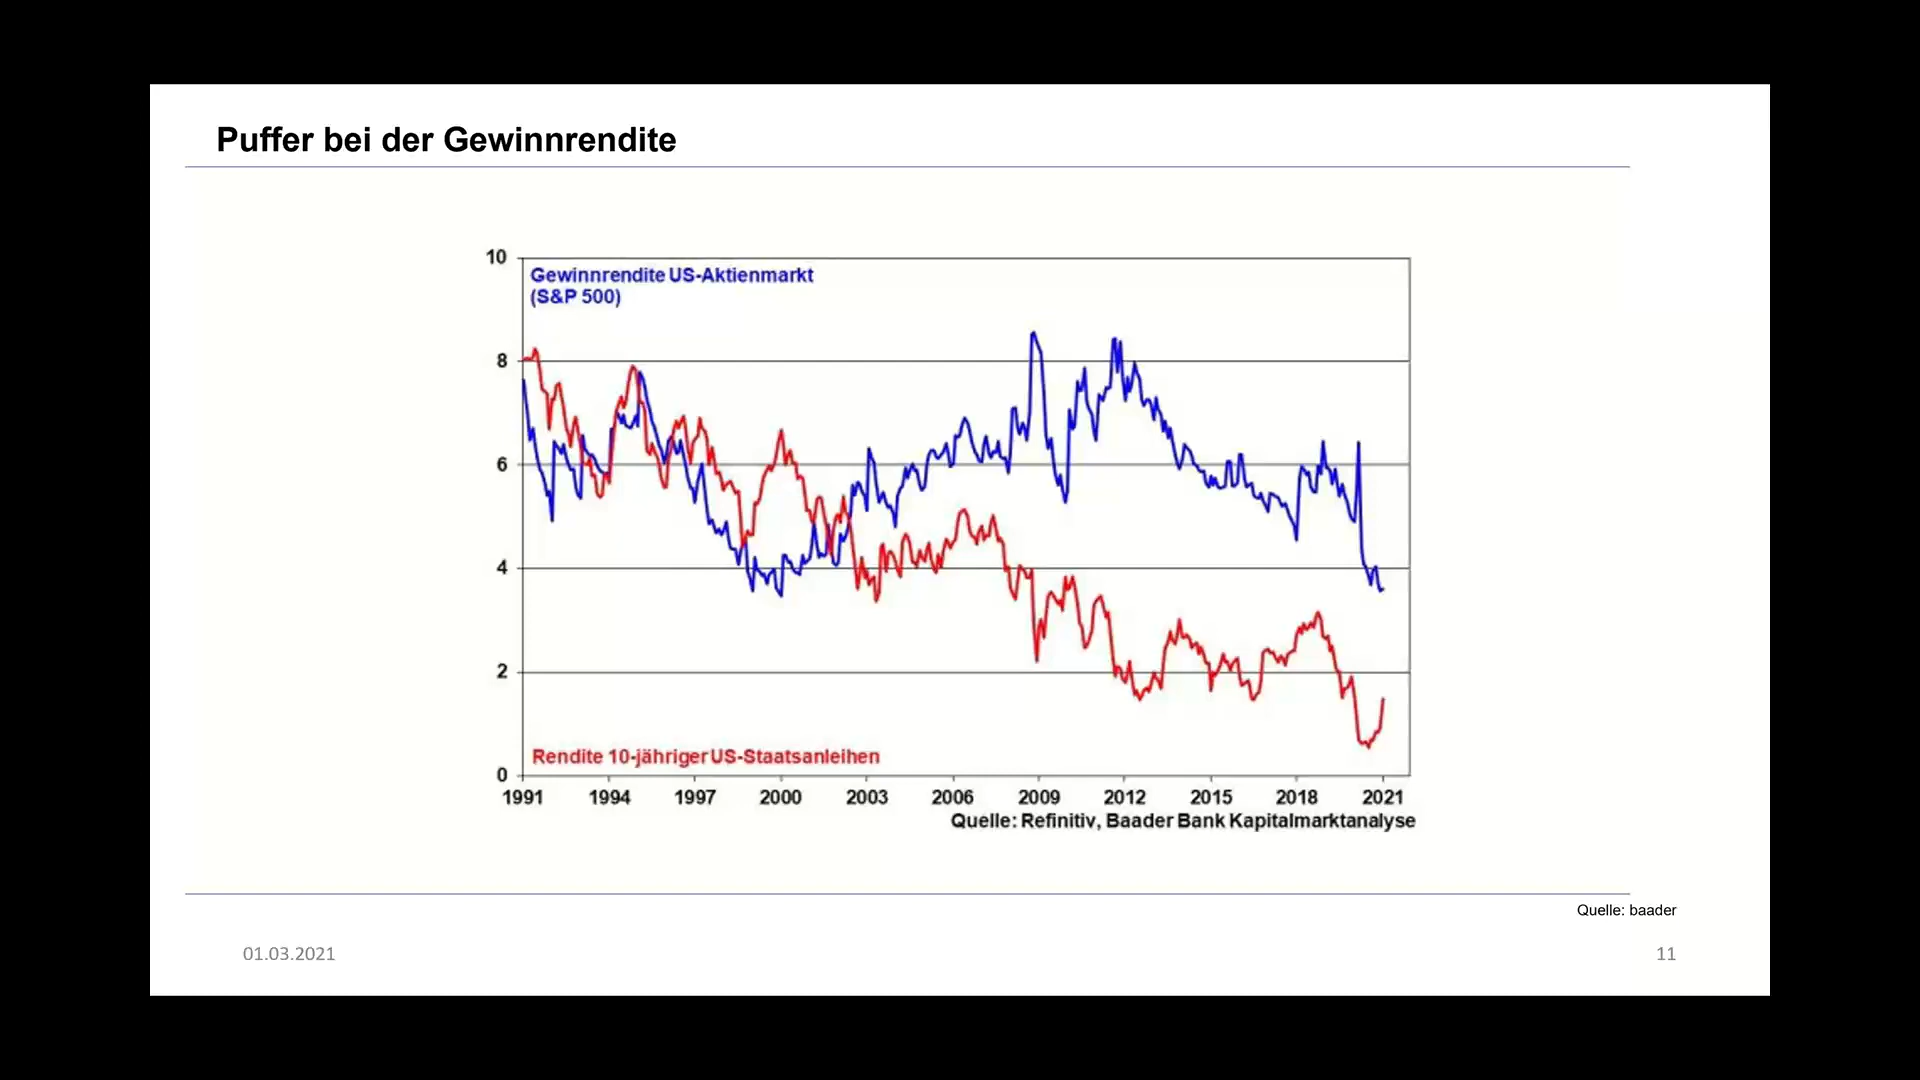 Puffer bei der Gewinnrendite
10
Gewinnrendite US-Aktienmarkt
(S&P 500)
8
6
4
2
Rendite 10-jähriger US-Staatsanleihen
0
1991 1994 1997 2000 2003 2006 2009 2012 2015 2018 2021
Quelle: Refinitiv, Baader Bank Kapitalmarktanalyse
Quelle: baader
01.03.2021 11